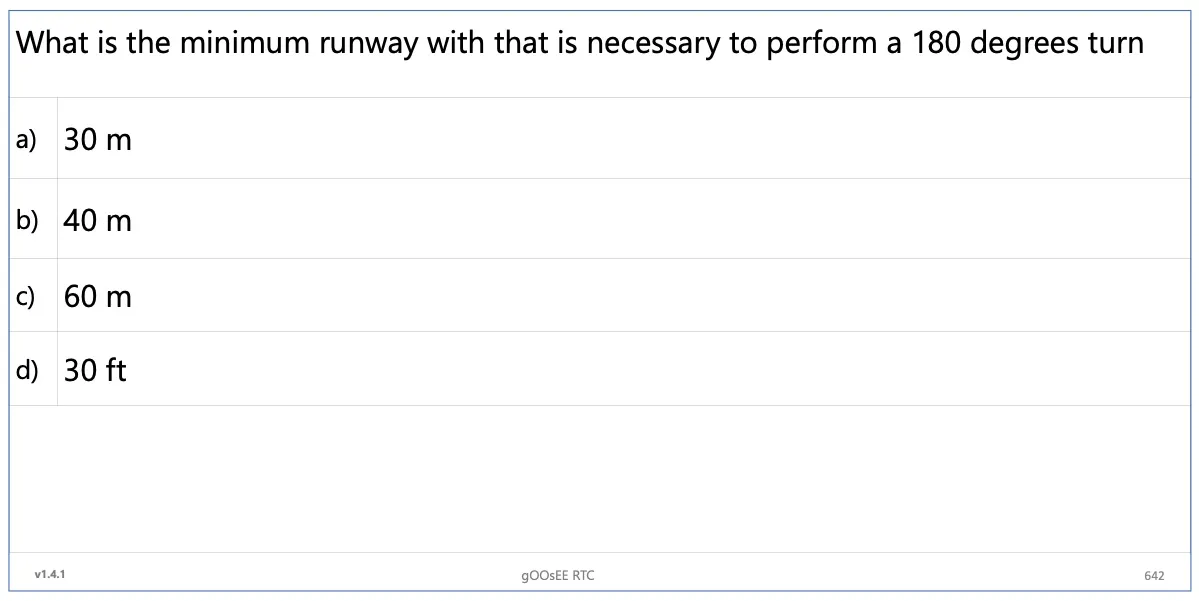 What is the minimum runway with that is necessary to perform a 180 degrees turn
a) 30 m
b) 40 m
c) 60 m
d) 30 ft
v1.4.1 gOOsEE RTC 642